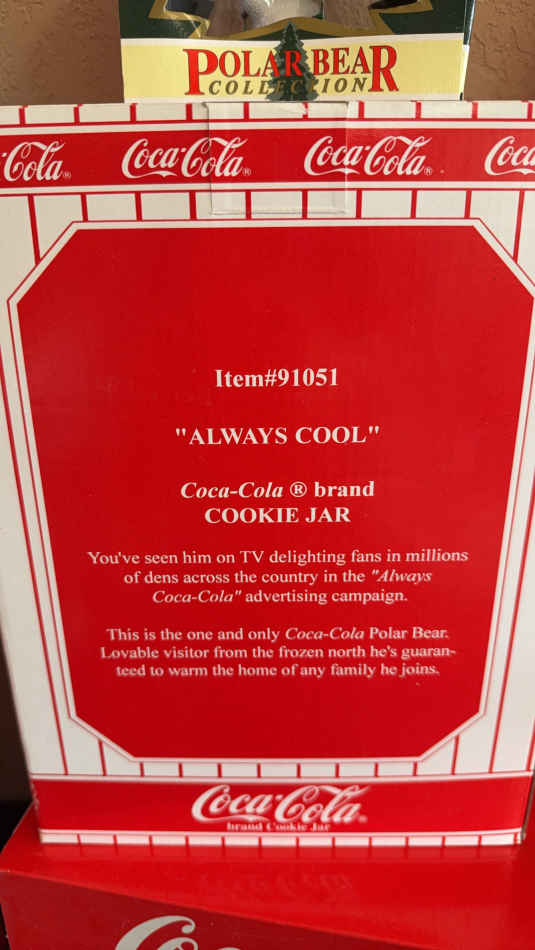 POLAR BEAR
COLLECTION
Coca-Cola® Coca-Cola® Coca-Cola® Coca
Item#91051
"ALWAYS COOL"
Coca-Cola ® brand
COOKIE JAR
You've seen him on TV delighting fans in millions
of dens across the country in the "Always
Coca-Cola" advertising campaign.
This is the one and only Coca-Cola Polar Bear.
Lovable visitor from the frozen north he's guaran-
teed to warm the home of any family he joins.
Coca-Cola®
brand Cookie Jar